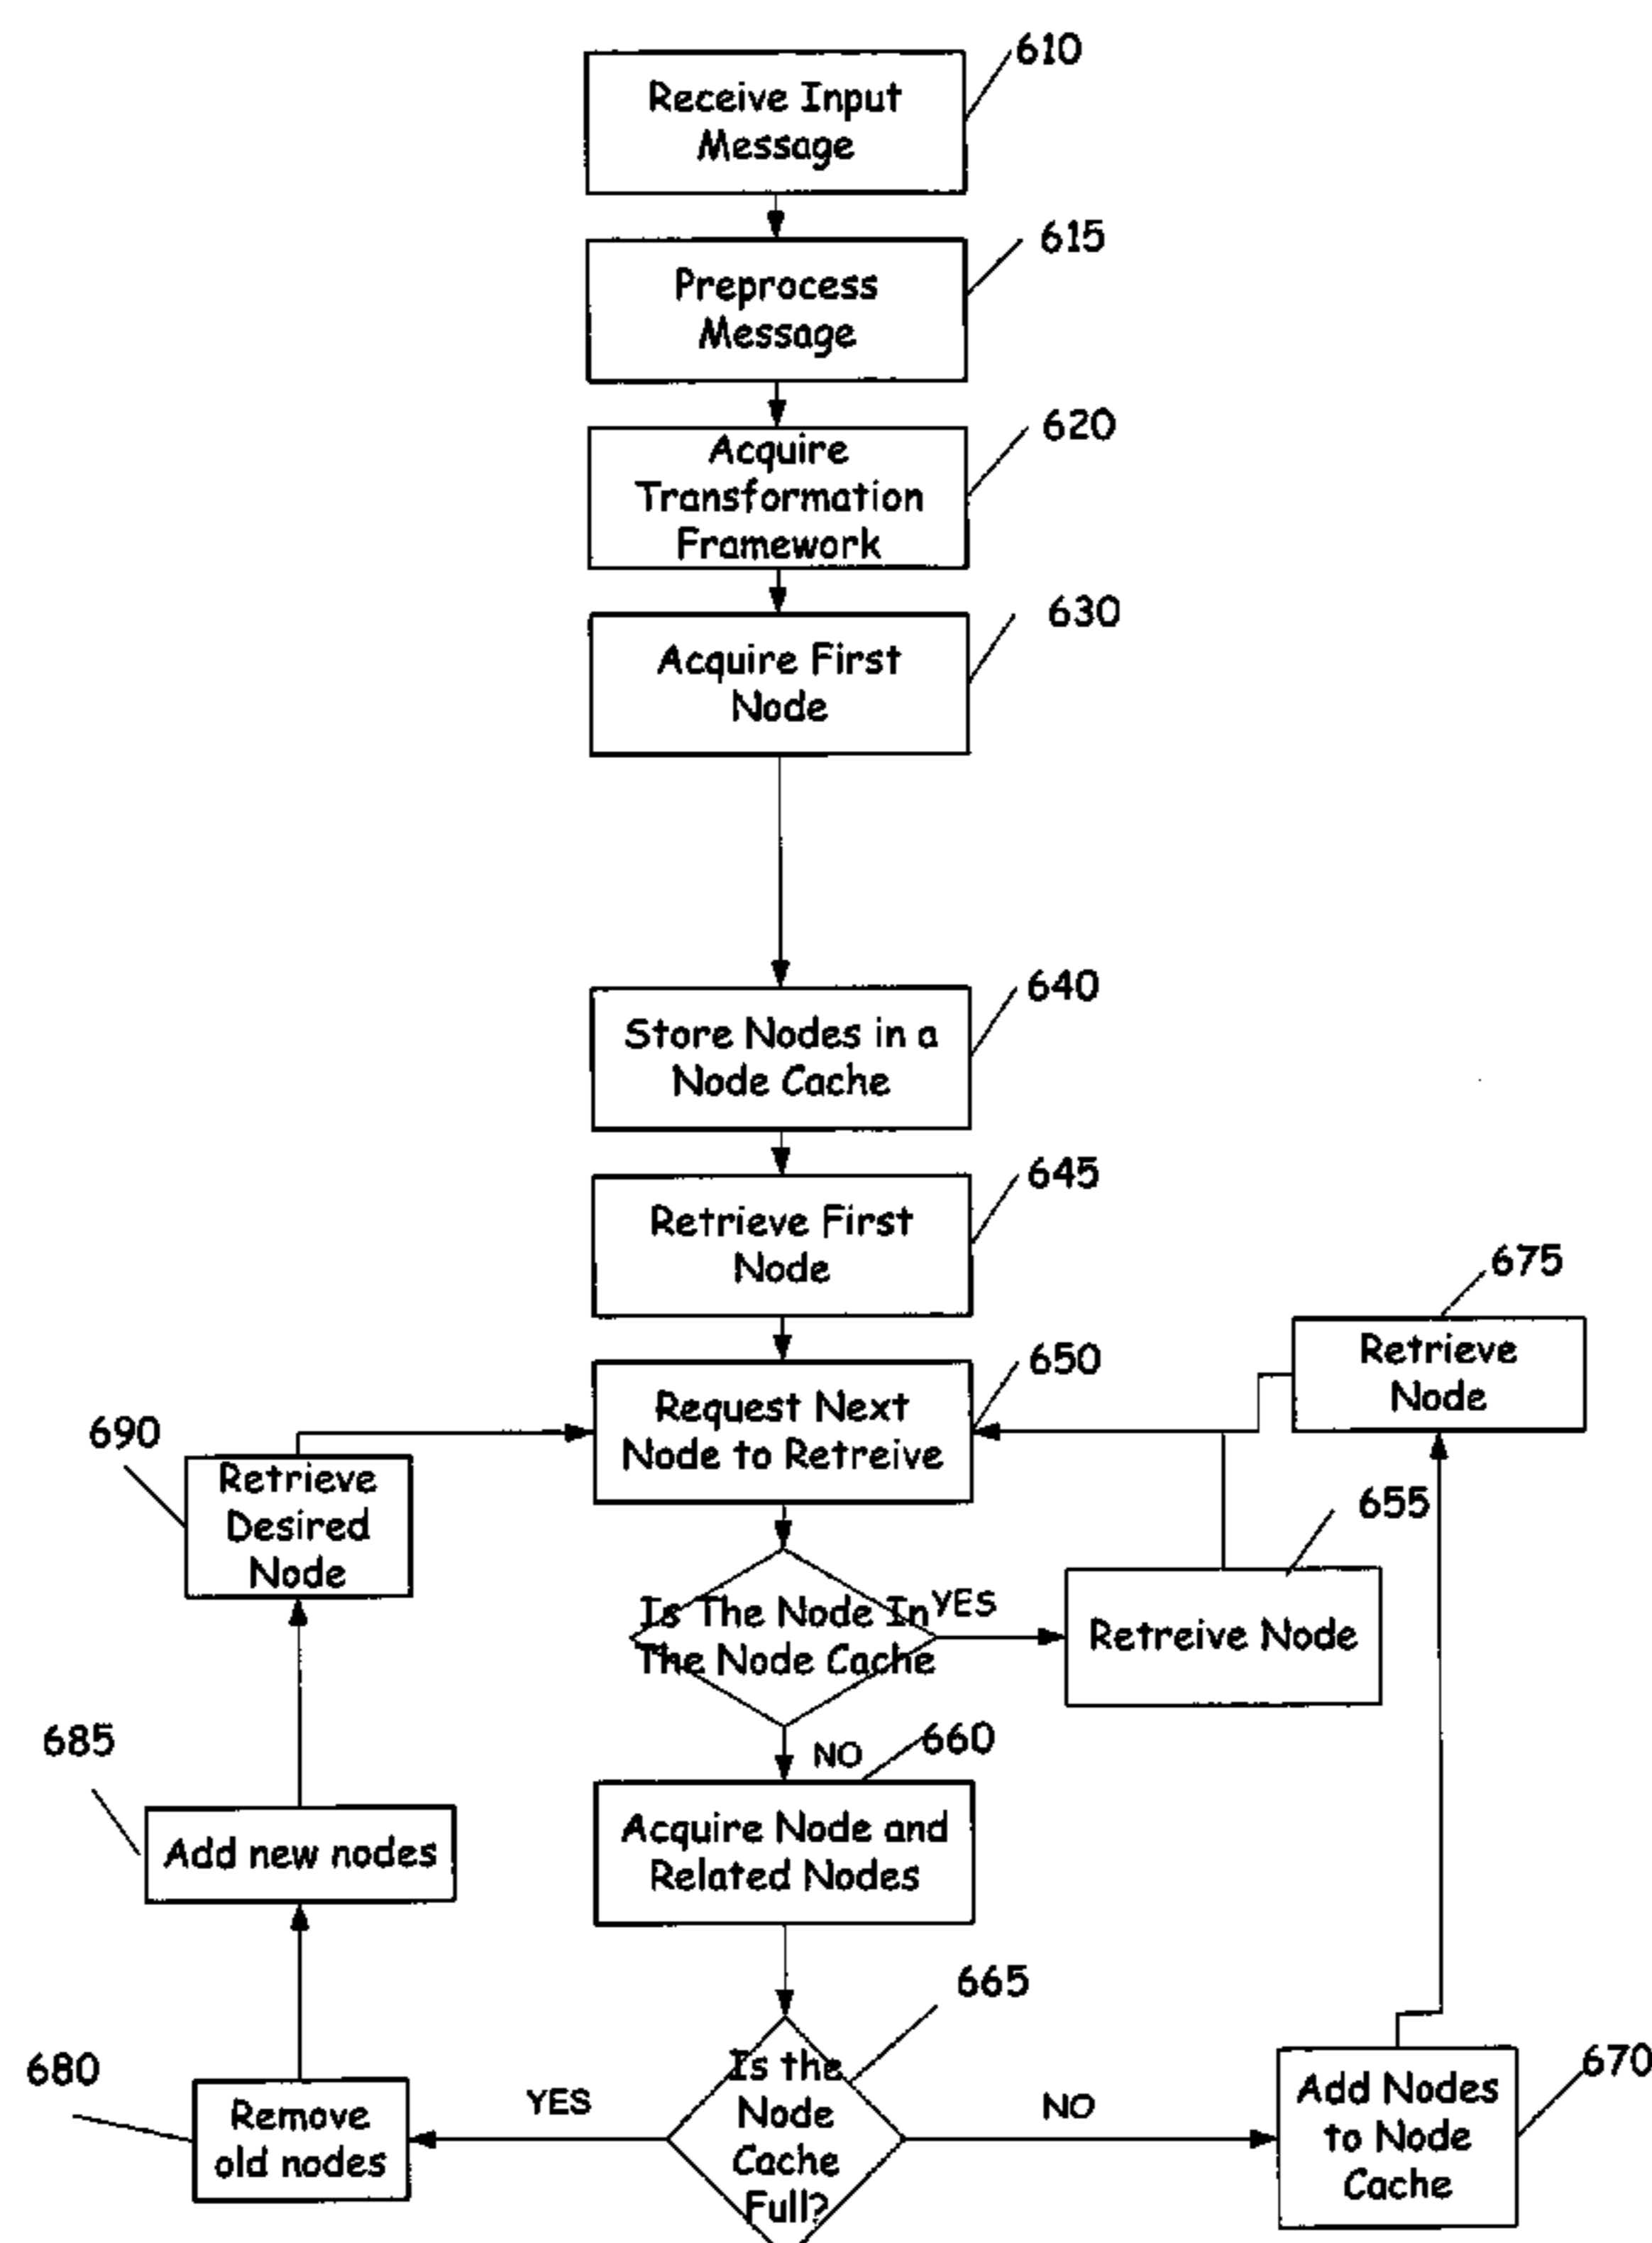 610
Receive Input
Message
615
Preprocess
Message
620
Acquire
Transformation
Framework
630
Acquire First
Node
640
Store Nodes in a
Node Cache
645
Retrieve First
Node
675
Retrieve
Node
650
Request Next
Node to Retreive
690
Retrieve
Desired
Node
655
Retreive Node
Is The Node In
The Node Cache
YES
NO
660
Acquire Node and
Related Nodes
685
Add new nodes
665
Is the
Node
Cache
Full?
YES
NO
680
Remove
old nodes
670
Add Nodes
to Node
Cache